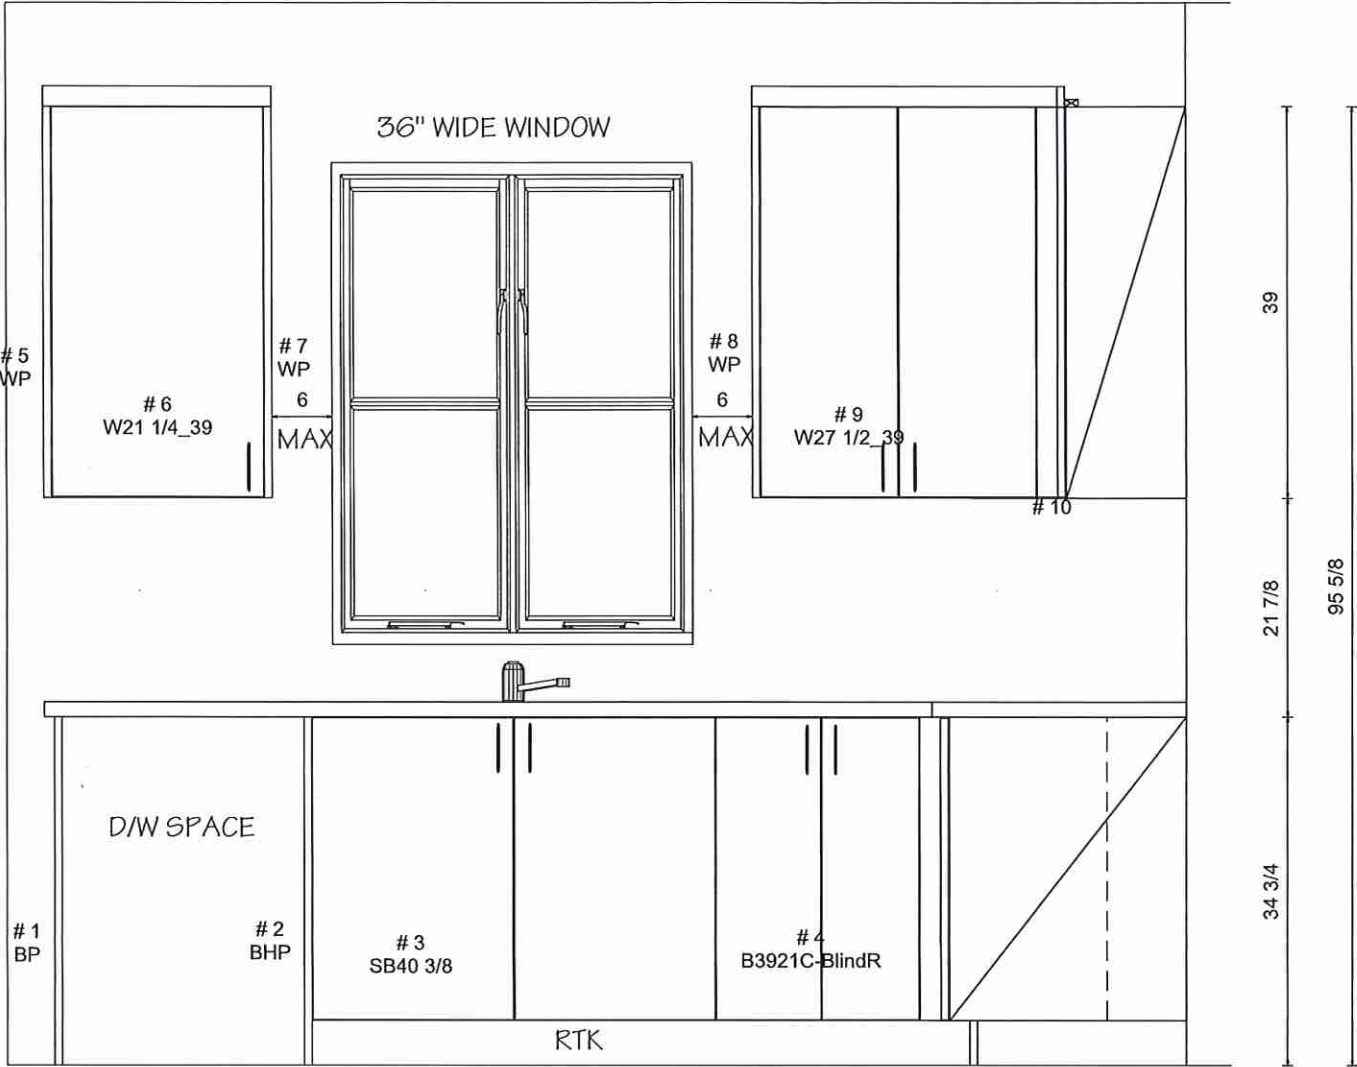 36" WIDE WINDOW
# 5
WP
# 6
W21 1/4_39
# 7
WP
6
MAX
# 8
WP
6
MAX
# 9
W27 1/2_39
# 10
39
21 7/8
95 5/8
34 3/4
D/W SPACE
# 1
BP
# 2
BHP
# 3
SB40 3/8
# 4
B3921C-BlindR
RTK